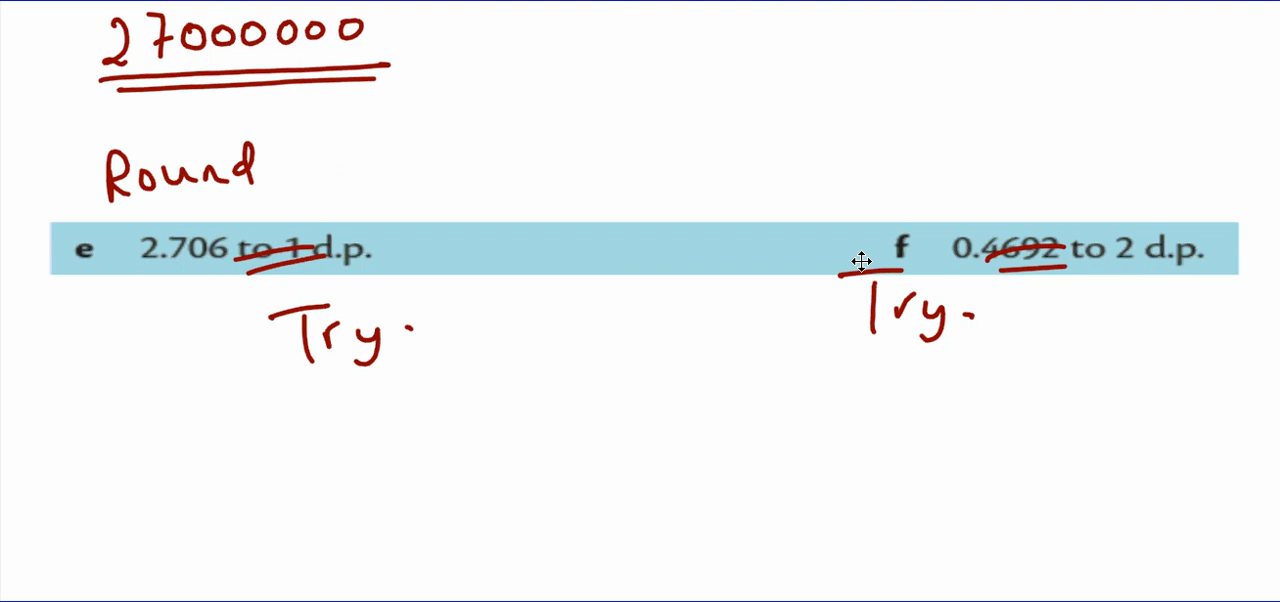 27000000
Round
e 2.706 to 1 d.p. f 0.4692 to 2 d.p.
Try. Try.